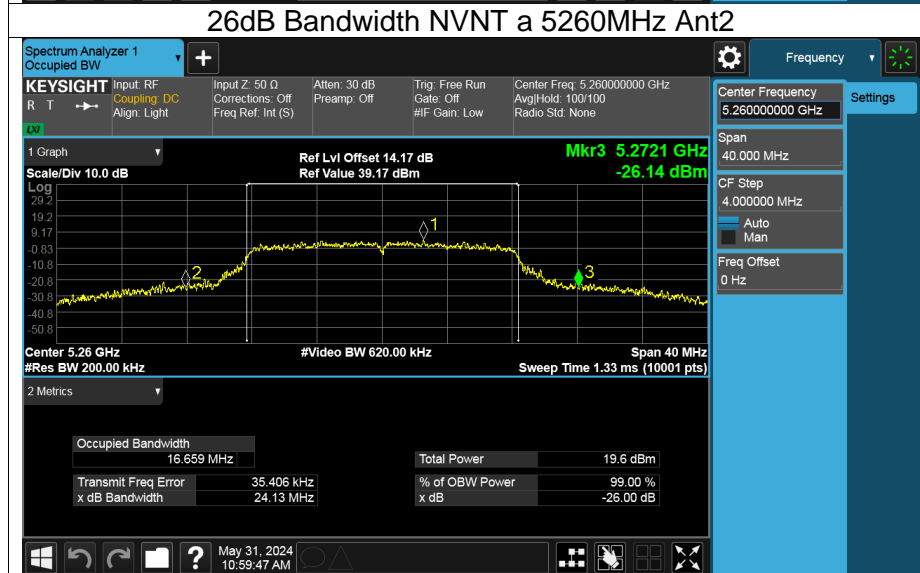 26dB Bandwidth NVNT a 5260MHz Ant2
Spectrum Analyzer 1
Occupied BW
+
Frequency
KEYSIGHT
R T
LXI
Input: RF
Coupling: DC
Align: Light
Input Z: 50 Ω
Corrections: Off
Freq Ref: Int (S)
Atten: 30 dB
Preamp: Off
Trig: Free Run
Gate: Off
#IF Gain: Low
Center Freq: 5.260000000 GHz
Avg|Hold: 100/100
Radio Std: None
Center Frequency
5.260000000 GHz
Settings
Span
40.000 MHz
CF Step
4.000000 MHz
Auto
Man
Freq Offset
0 Hz
1 Graph
Scale/Div 10.0 dB
Ref Lvl Offset 14.17 dB
Ref Value 39.17 dBm
Mkr3 5.2721 GHz
-26.14 dBm
Log
29.2
19.2
9.17
-0.83
-10.8
-20.8
-30.8
-40.8
-50.8
1
2
3
Center 5.26 GHz
#Video BW 620.00 kHz
Span 40 MHz
#Res BW 200.00 kHz
Sweep Time 1.33 ms (10001 pts)
2 Metrics
Occupied Bandwidth
16.659 MHz
Total Power 19.6 dBm
Transmit Freq Error 35.406 kHz
% of OBW Power 99.00 %
x dB Bandwidth 24.13 MHz
x dB -26.00 dB
?
May 31, 2024
10:59:47 AM